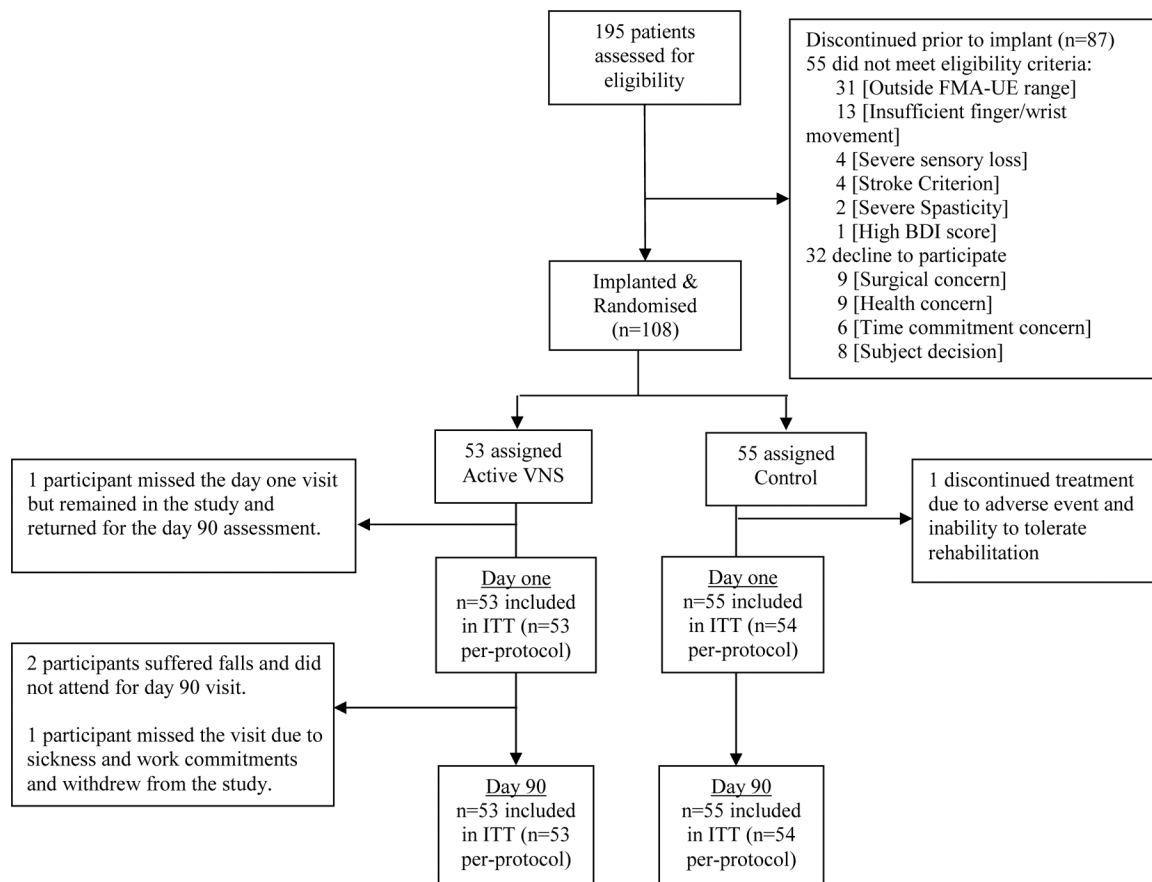 195 patients
assessed for
eligibility
Discontinued prior to implant (n=87)
55 did not meet eligibility criteria:
31 [Outside FMA-UE range]
13 [Insufficient finger/wrist
movement]
4 [Severe sensory loss]
4 [Stroke Criterion]
2 [Severe Spasticity]
1 [High BDI score]
32 decline to participate
9 [Surgical concern]
9 [Health concern]
6 [Time commitment concern]
8 [Subject decision]
Implanted &
Randomised
(n=108)
53 assigned
Active VNS
55 assigned
Control
1 participant missed the day one visit
but remained in the study and
returned for the day 90 assessment.
1 discontinued treatment
due to adverse event and
inability to tolerate
rehabilitation
Day one
n=53 included
in ITT (n=53
per-protocol)
Day one
n=55 included
in ITT (n=54
per-protocol)
2 participants suffered falls and did
not attend for day 90 visit.
1 participant missed the visit due to
sickness and work commitments
and withdrew from the study.
Day 90
n=53 included
in ITT (n=53
per-protocol)
Day 90
n=55 included
in ITT (n=54
per-protocol)